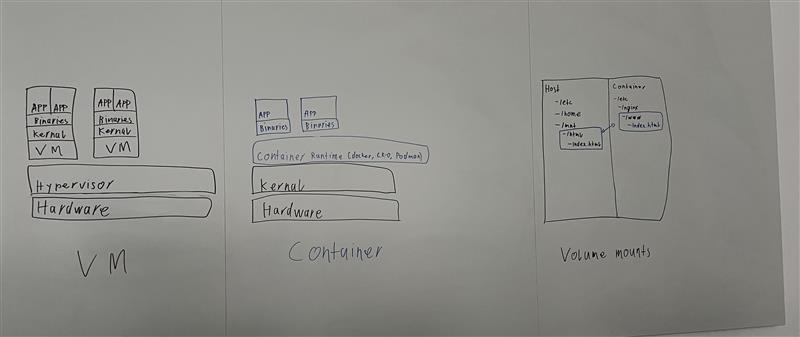 APP APP
Binaries
Kernal
VM
APP APP
Binaries
Kernal
VM
Hypervisor
Hardware
VM
APP
Binaries
APP
Binaries
Container Runtime (docker, CRO, Podman)
Kernal
Hardware
Container
Host
-/etc
-/home
-/mnt
-/html
-index.html
Container
-/etc
-/nginx
-/www
-index.html
Volume mounts